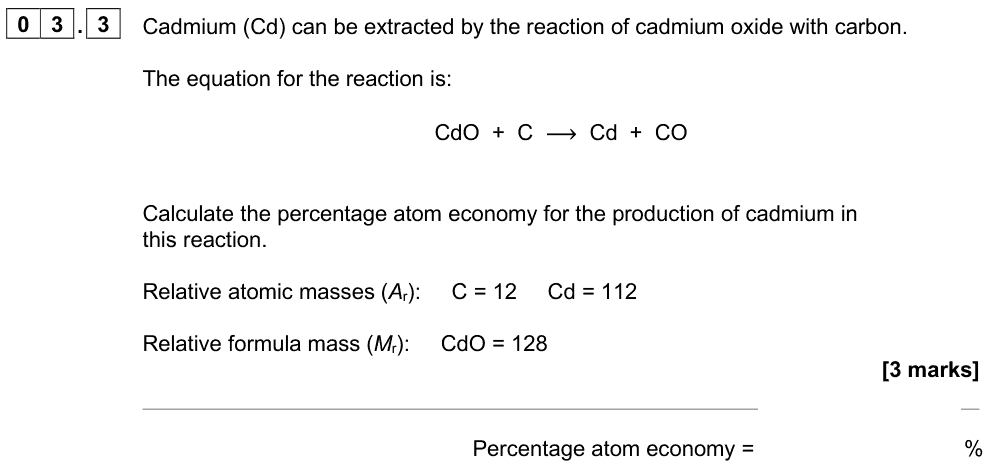 03.3 Cadmium (Cd) can be extracted by the reaction of cadmium oxide with carbon.
The equation for the reaction is:
CdO + C ⟶ Cd + CO
Calculate the percentage atom economy for the production of cadmium in
this reaction.
Relative atomic masses (Ar): C = 12 Cd = 112
Relative formula mass (Mr): CdO = 128
[3 marks]
Percentage atom economy = %